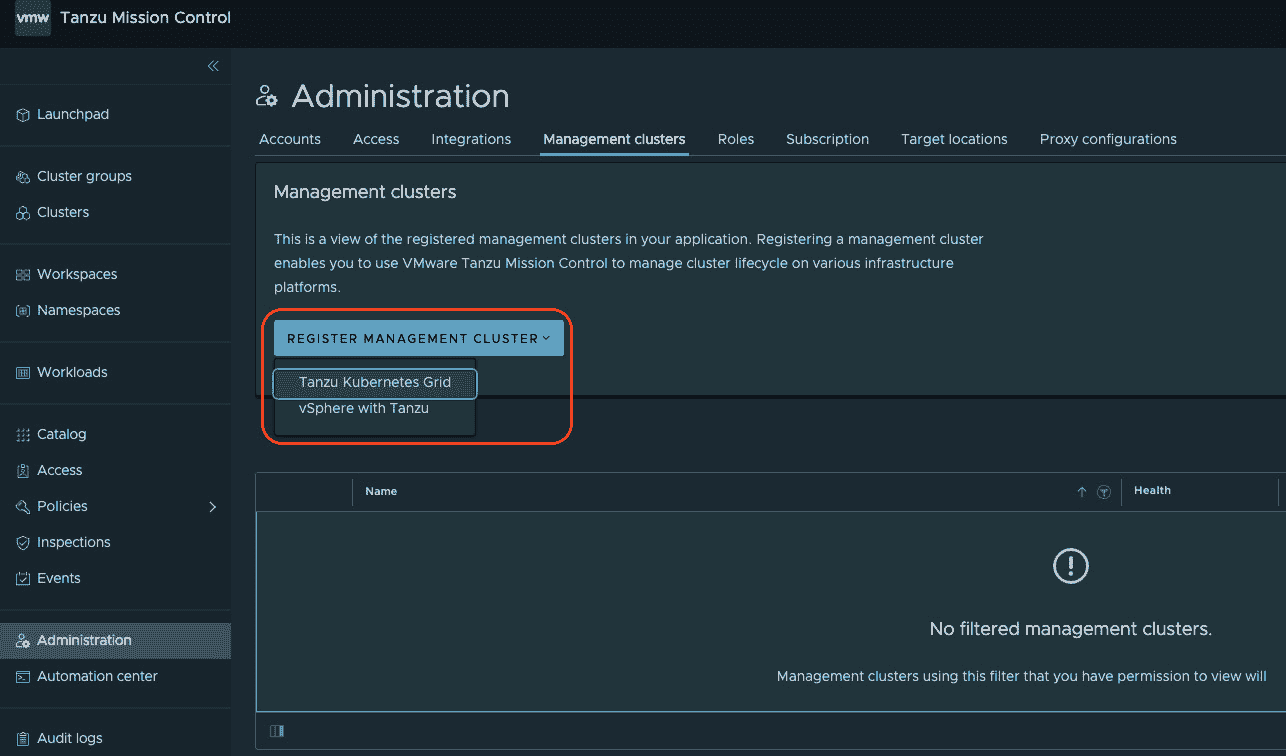 vmw Tanzu Mission Control
Launchpad
Cluster groups
Clusters
Workspaces
Namespaces
Workloads
Catalog
Access
Policies
Inspections
Events
Administration
Automation center
Audit logs
Administration
Accounts Access Integrations Management clusters Roles Subscription Target locations Proxy configurations
Management clusters
This is a view of the registered management clusters in your application. Registering a management cluster
enables you to use VMware Tanzu Mission Control to manage cluster lifecycle on various infrastructure
platforms.
REGISTER MANAGEMENT CLUSTER
Tanzu Kubernetes Grid
vSphere with Tanzu
Name Health
No filtered management clusters.
Management clusters using this filter that you have permission to view will